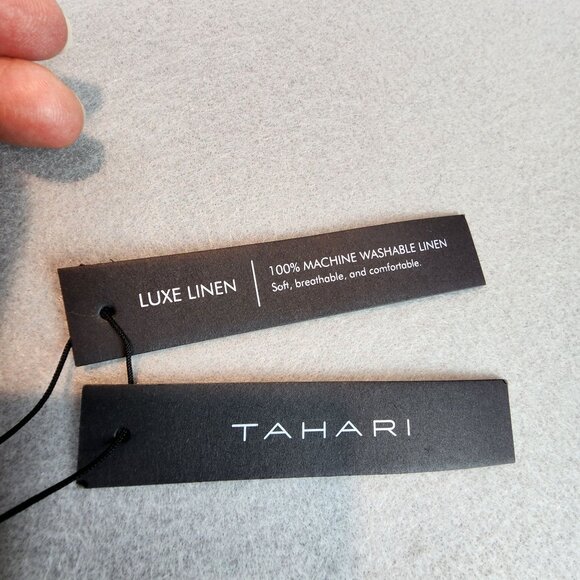 LUXE LINEN
100% MACHINE WASHABLE LINEN
Soft, breathable, and comfortable.
TAHARI